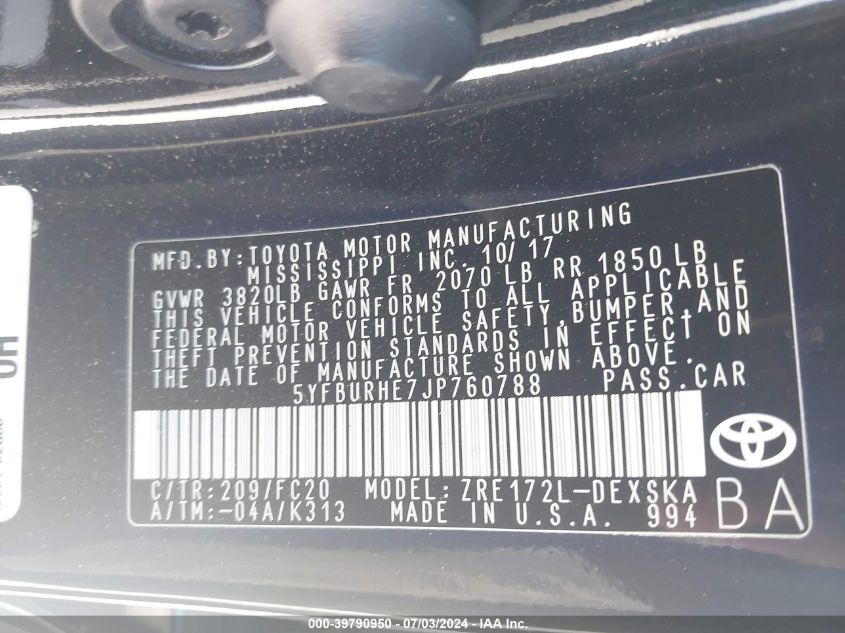 MFD. BY: TOYOTA MOTOR MANUFACTURING
MISSISSIPPI, INC. 10/17
GVWR 3820LB GAWR FR 2070 LB RR 1850 LB
THIS VEHICLE CONFORMS TO ALL APPLICABLE
FEDERAL MOTOR VEHICLE SAFETY, BUMPER, AND
THEFT PREVENTION STANDARDS IN EFFECT ON
THE DATE OF MANUFACTURE SHOWN ABOVE.
5YFBURHE7JP760788 PASS. CAR
C/TR: 209/FC20 MODEL: ZRE172L-DEXSKA
A/TM: -04A/K313 MADE IN U.S.A. 994
BA
000-39790950 - 07/03/2024 - IAA Inc.